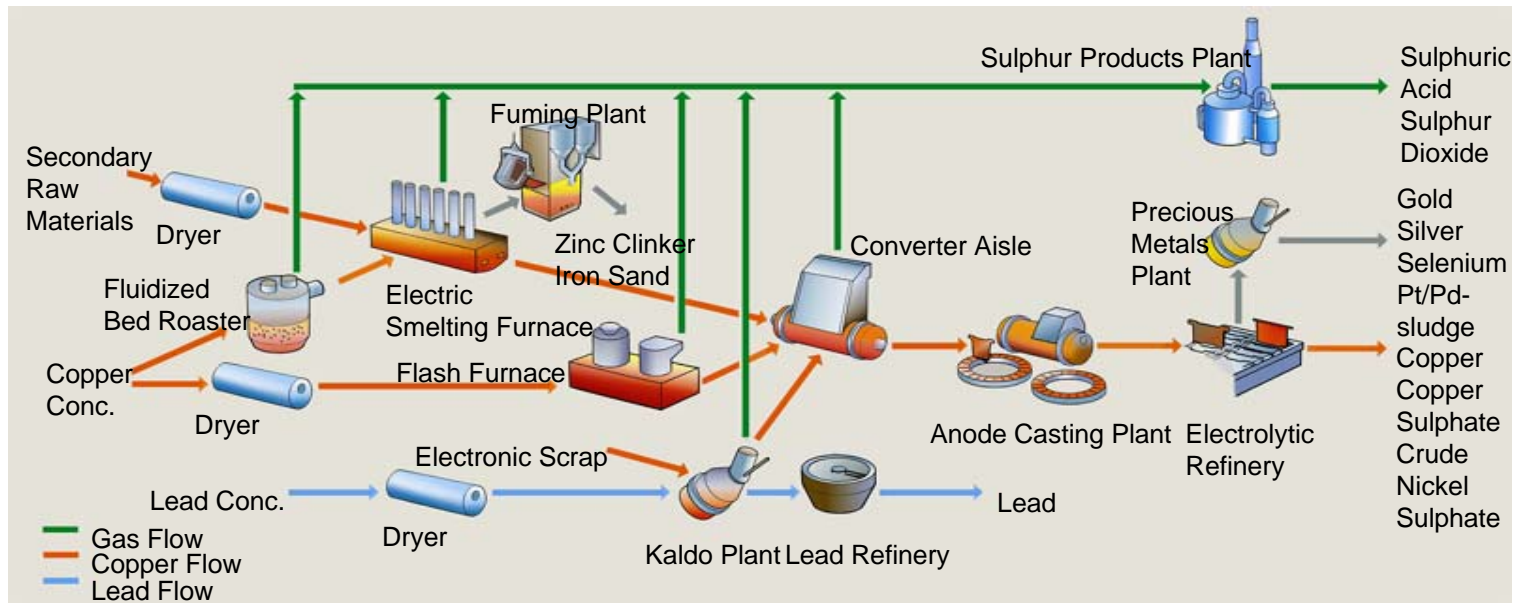 Sulphur Products Plant
Sulphuric
Acid
Sulphur
Dioxide
Fuming Plant
Secondary
Raw
Materials
Dryer
Zinc Clinker
Iron Sand
Converter Aisle
Precious
Metals
Plant
Gold
Silver
Selenium
Pt/Pd-
sludge
Copper
Copper
Sulphate
Crude
Nickel
Sulphate
Fluidized
Bed Roaster
Electric
Smelting Furnace
Copper
Conc.
Flash Furnace
Dryer
Anode Casting Plant
Electrolytic
Refinery
Electronic Scrap
Lead Conc.
Dryer
Lead
Kaldo Plant
Lead Refinery
Gas Flow
Copper Flow
Lead Flow